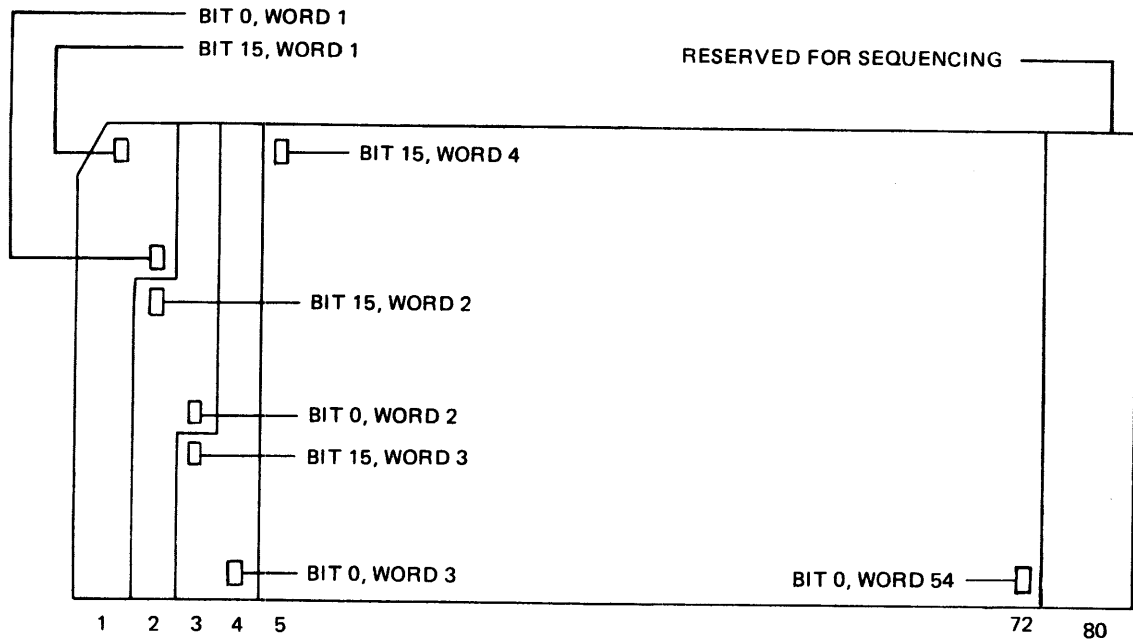 BIT 0, WORD 1
BIT 15, WORD 1
RESERVED FOR SEQUENCING
BIT 15, WORD 4
BIT 15, WORD 2
BIT 0, WORD 2
BIT 15, WORD 3
BIT 0, WORD 3
BIT 0, WORD 54
1 2 3 4 5 72 80